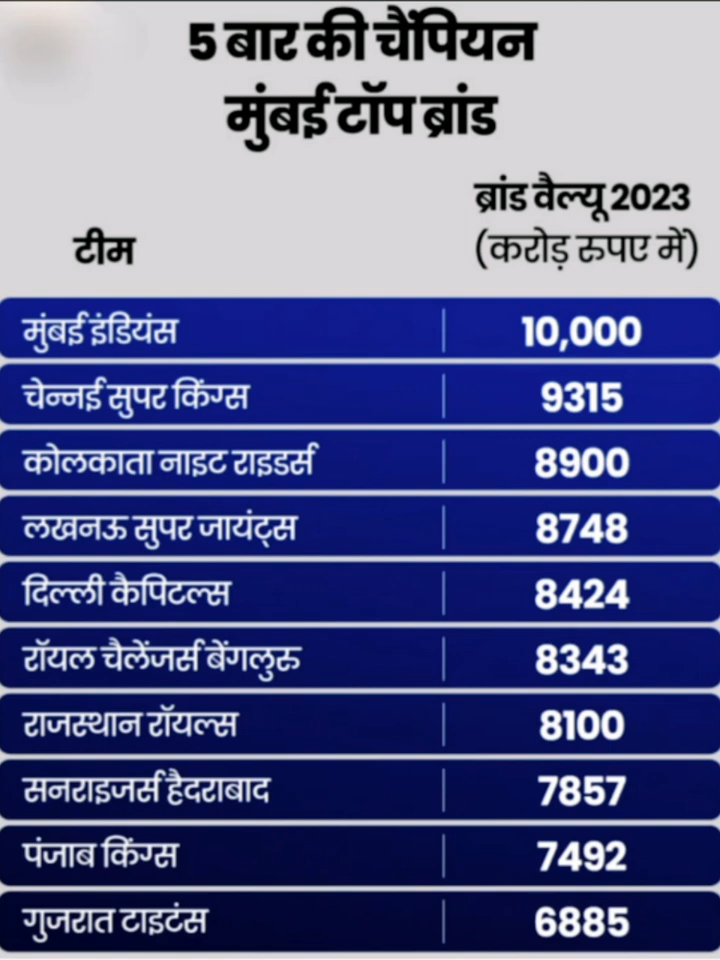 5 बार की चैंपियन
मुंबई टॉप ब्रांड
ब्रांड वैल्यू 2023
टीम (करोड़ रुपए में)
मुंबई इंडियंस 10,000
चेन्नई सुपर किंग्स 9315
कोलकाता नाइट राइडर्स 8900
लखनऊ सुपर जायंट्स 8748
दिल्ली कैपिटल्स 8424
रॉयल चैलेंजर्स बेंगलुरु 8343
राजस्थान रॉयल्स 8100
सनराइजर्स हैदराबाद 7857
पंजाब किंग्स 7492
गुजरात टाइटंस 6885